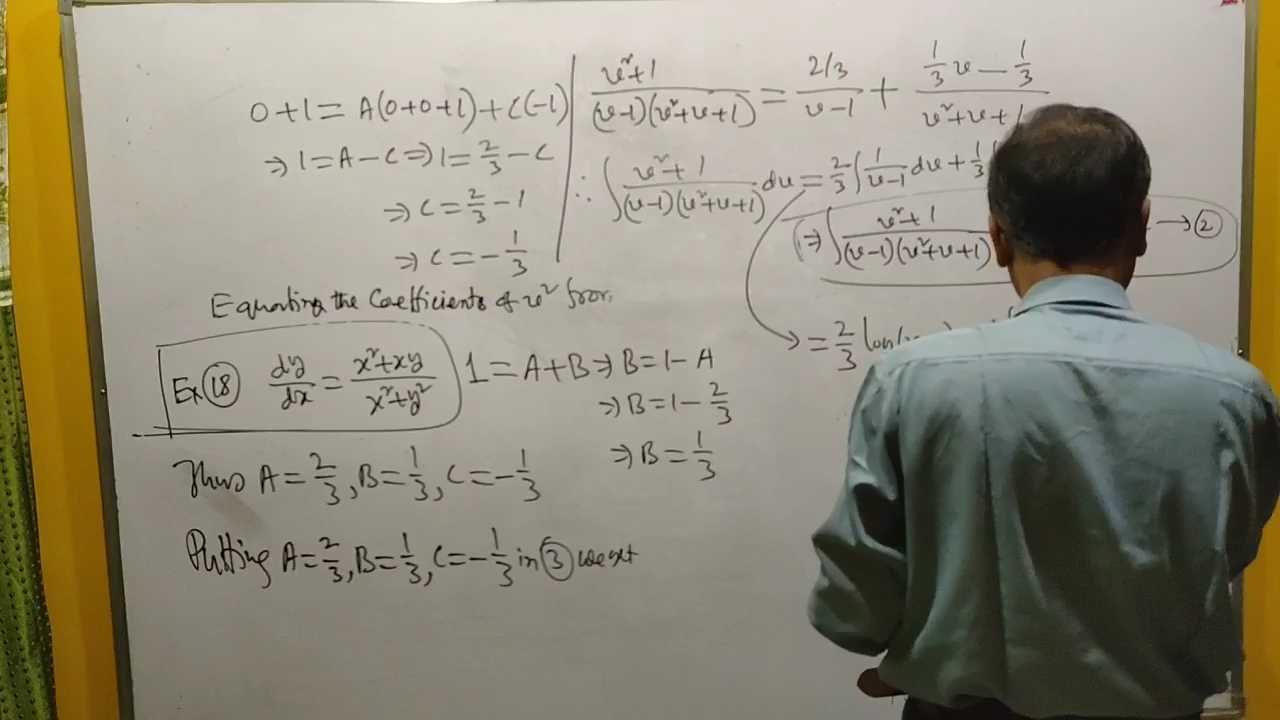 0+1=A(0+0+1)+C(-1)
⇒ 1=A-C ⇒ 1=2/3-C
⇒ C=2/3-1
⇒ C=-1/3
Equating the Coefficients of v² from
Ex 18 dy/dx = (x²+xy)/(x²+y²)
1=A+B ⇒ B=1-A
⇒ B=1-2/3
⇒ B=1/3
Thus A=2/3, B=1/3, C=-1/3
Putting A=2/3, B=1/3, C=-1/3 in ③ we get
(v²+1)/((v-1)(v²+v+1)) = (2/3)/(v-1) + (1/3 v - 1/3)/(v²+v+1
∴ ∫ (v²+1)/((v-1)(v²+v+1)) dv = 2/3 ∫ 1/(v-1) dv + 1/3
⇒ ∫ (v²+1)/((v-1)(v²+v+1) → ②
= 2/3